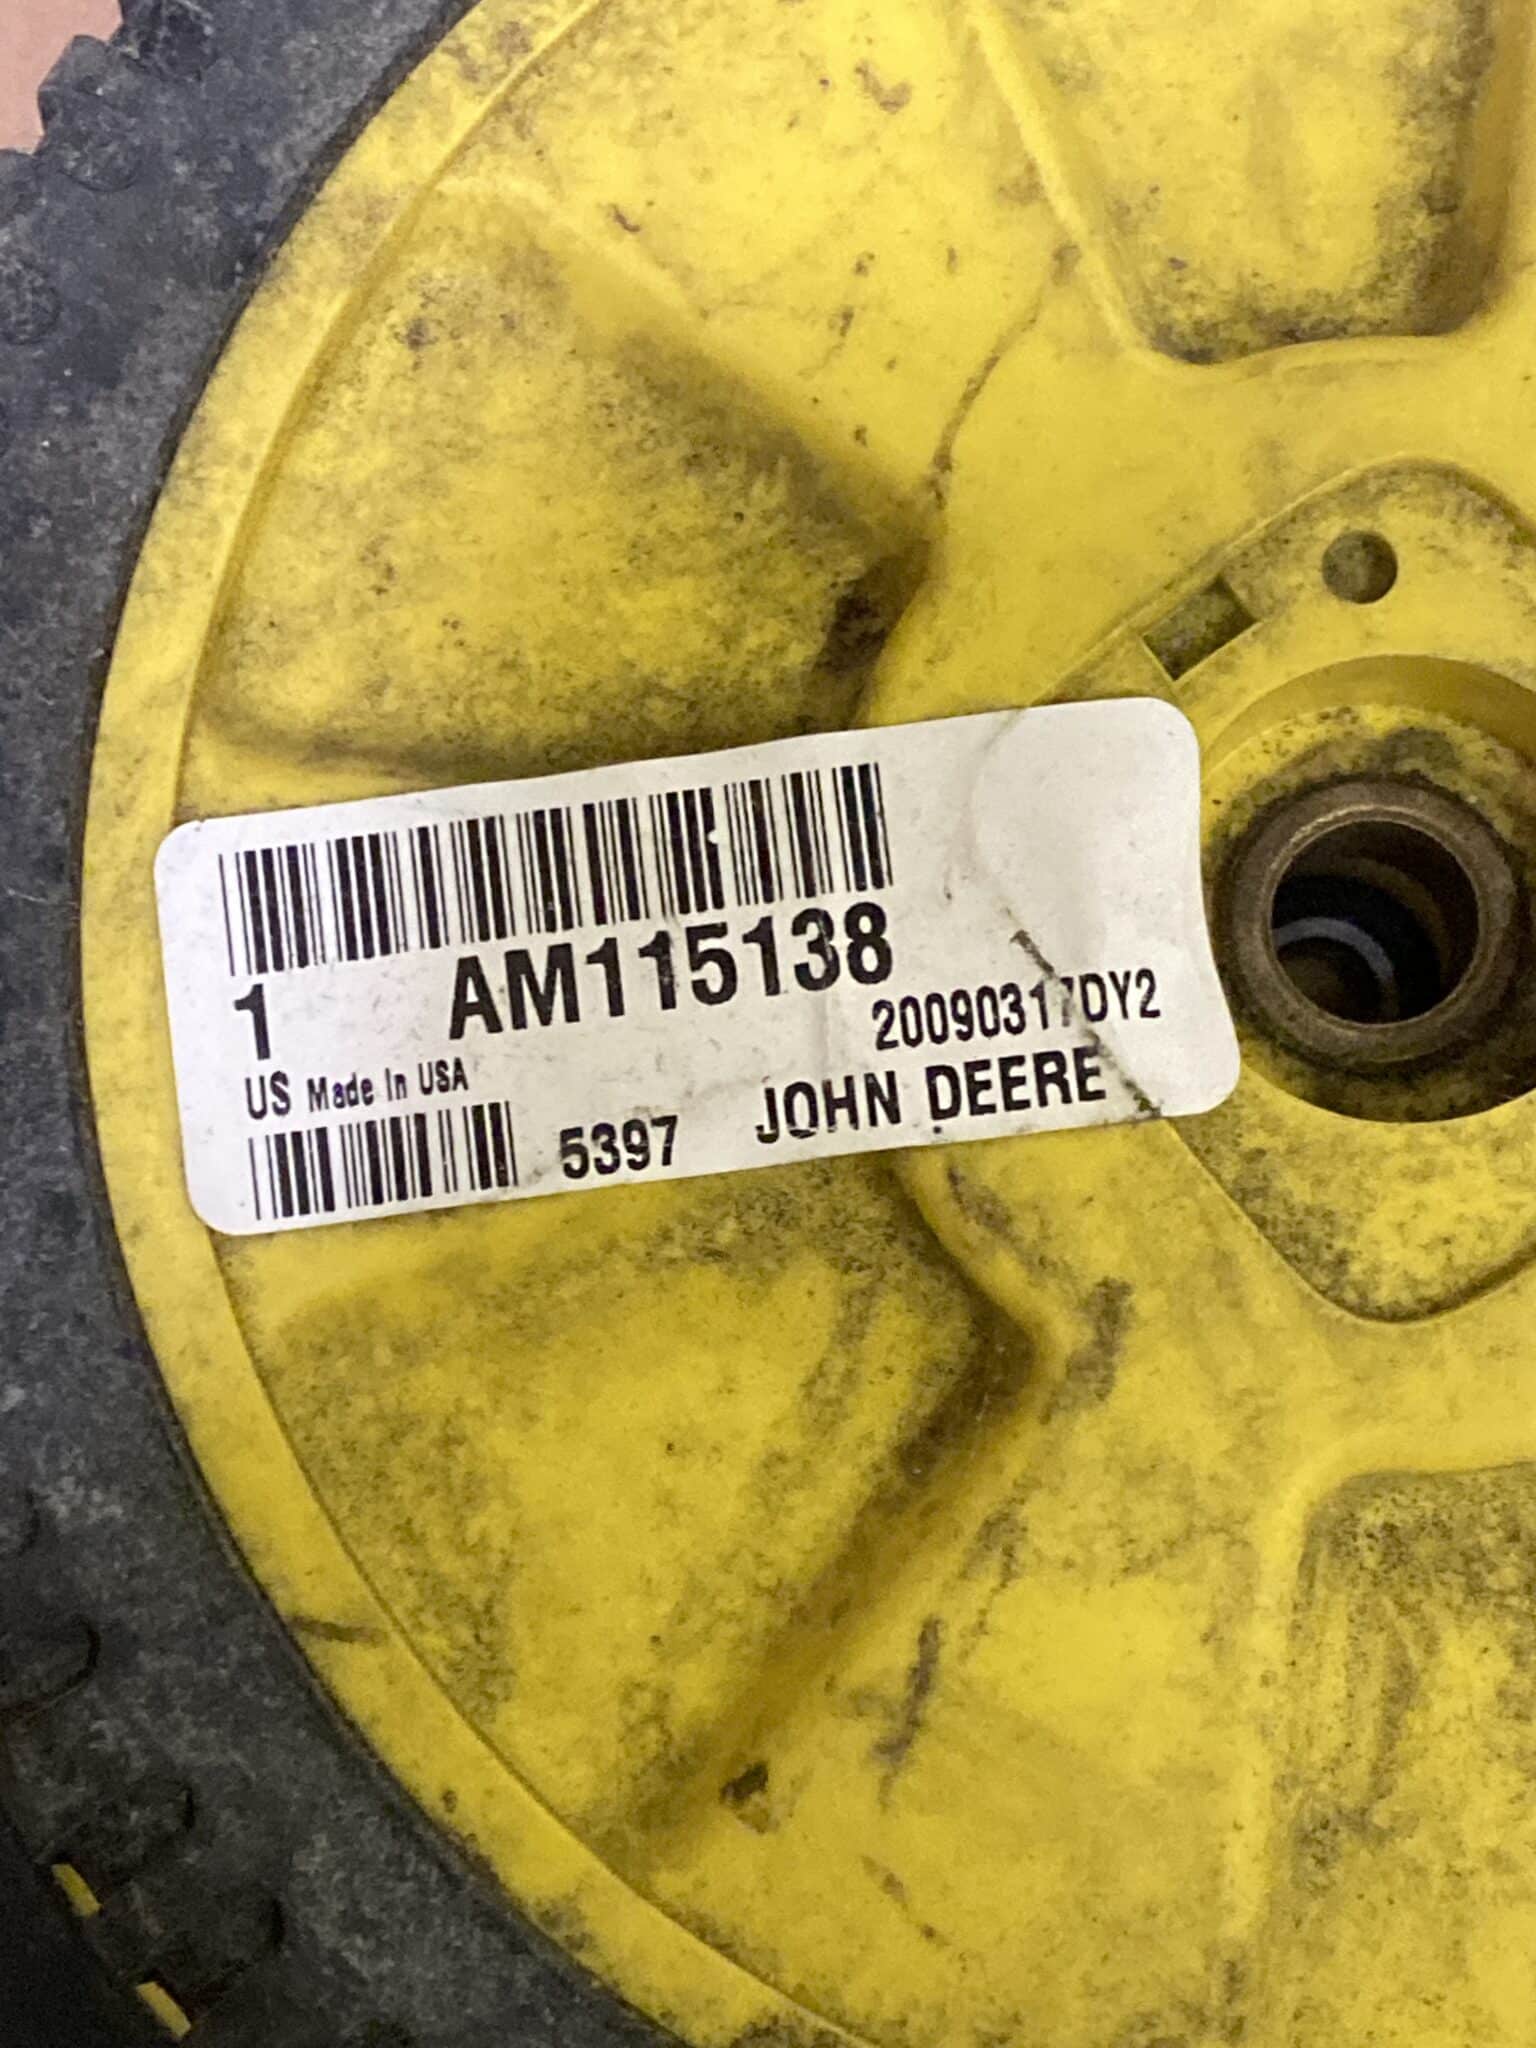 1 AM115138
20090317DY2
US Made In USA
5397 JOHN DEERE